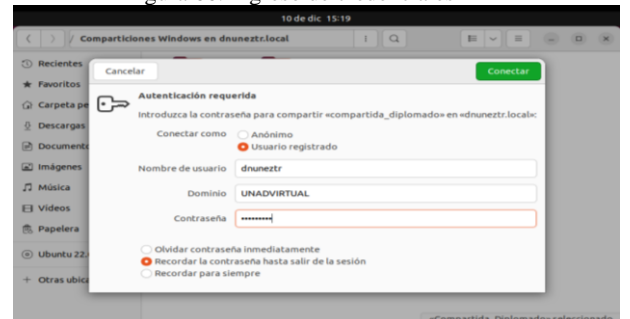 10 de dic 15:19
Comparticiones Windows en dnuneztr.local
Recientes
Cancelar
Conectar
Favoritos
Autenticación requerida
Carpeta pe
Introduzca la contraseña para compartir «compartida_diplomado» en «dnuneztr.local»:
Descargas
Conectar como
Anónimo
Documento
Usuario registrado
Imágenes
Nombre de usuario
dnuneztr
Música
Dominio
UNADVIRTUAL
Vídeos
Contraseña
Papelera
Olvidar contraseña inmediatamente
Ubuntu 22.
Recordar la contraseña hasta salir de la sesión
Recordar para siempre
+ Otras ubica
«Compartida_Diplomado» seleccionado